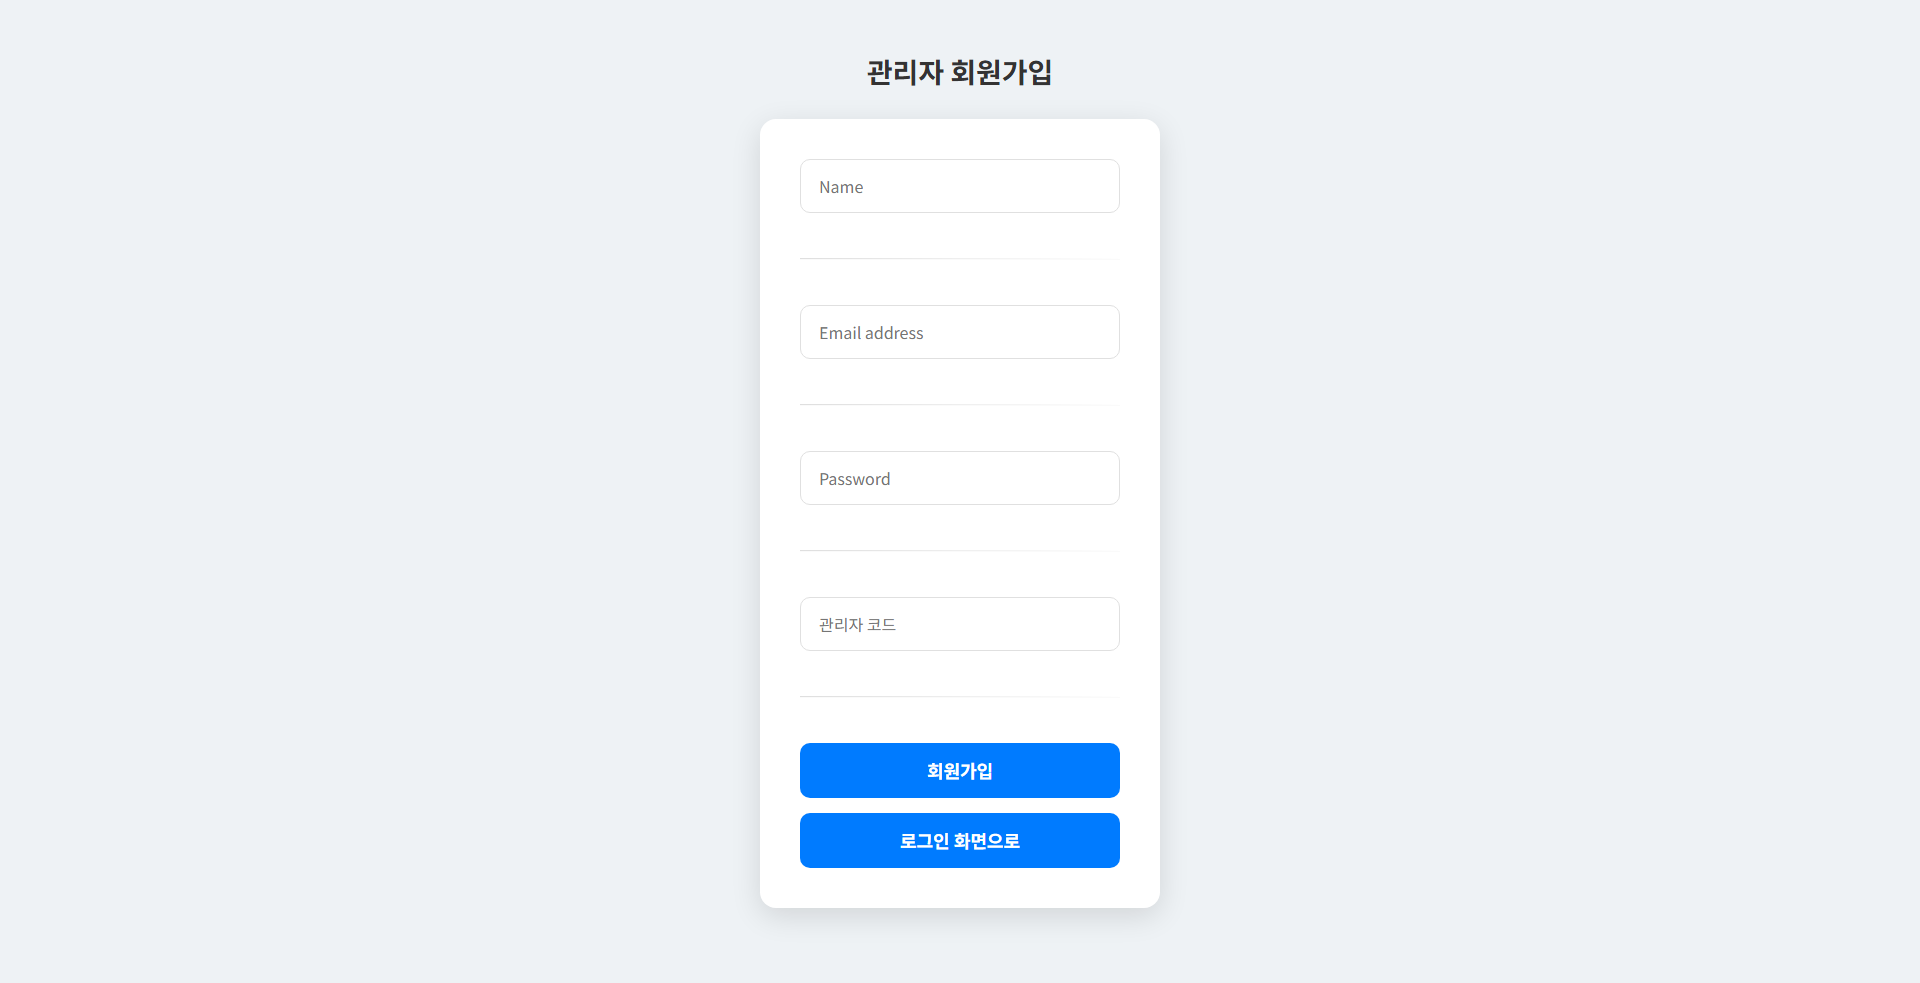 관리자 회원가입
Name
Email address
Password
관리자 코드
회원가입
로그인 화면으로